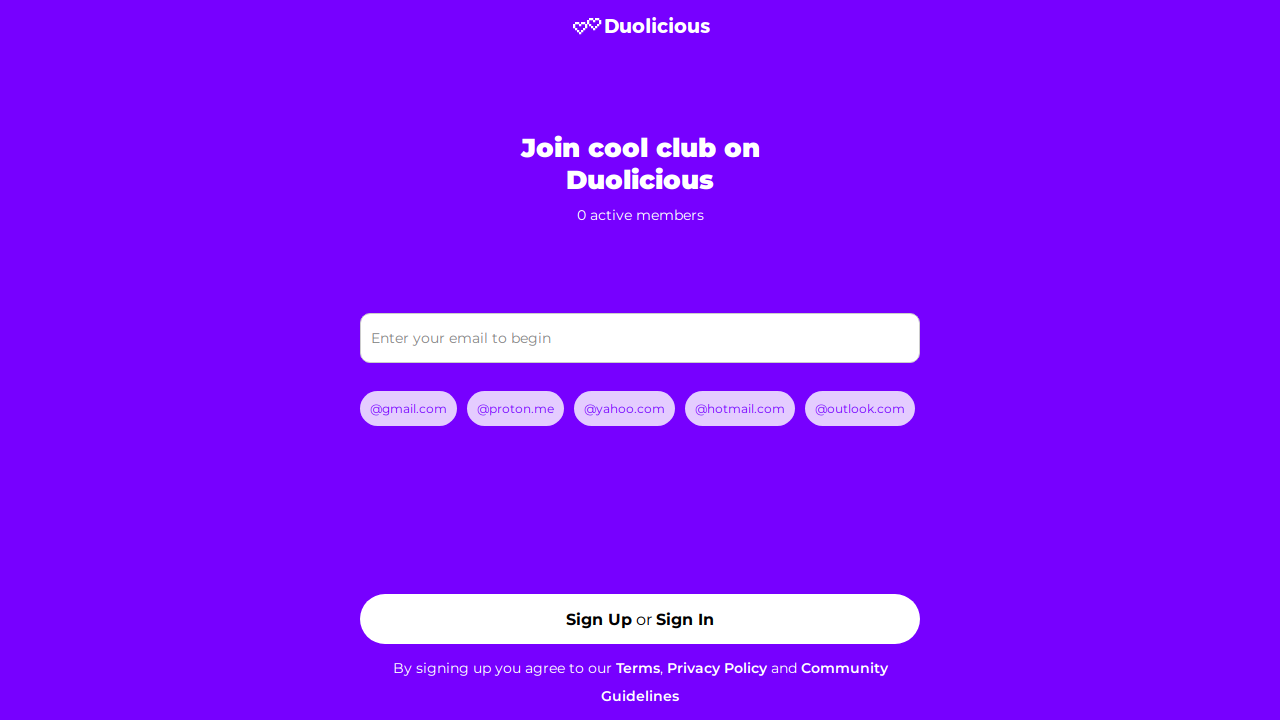 Duolicious
Join cool club on
Duolicious
0 active members
Enter your email to begin
@gmail.com @proton.me @yahoo.com @hotmail.com @outlook.com
Sign Up or Sign In
By signing up you agree to our Terms, Privacy Policy and Community
Guidelines